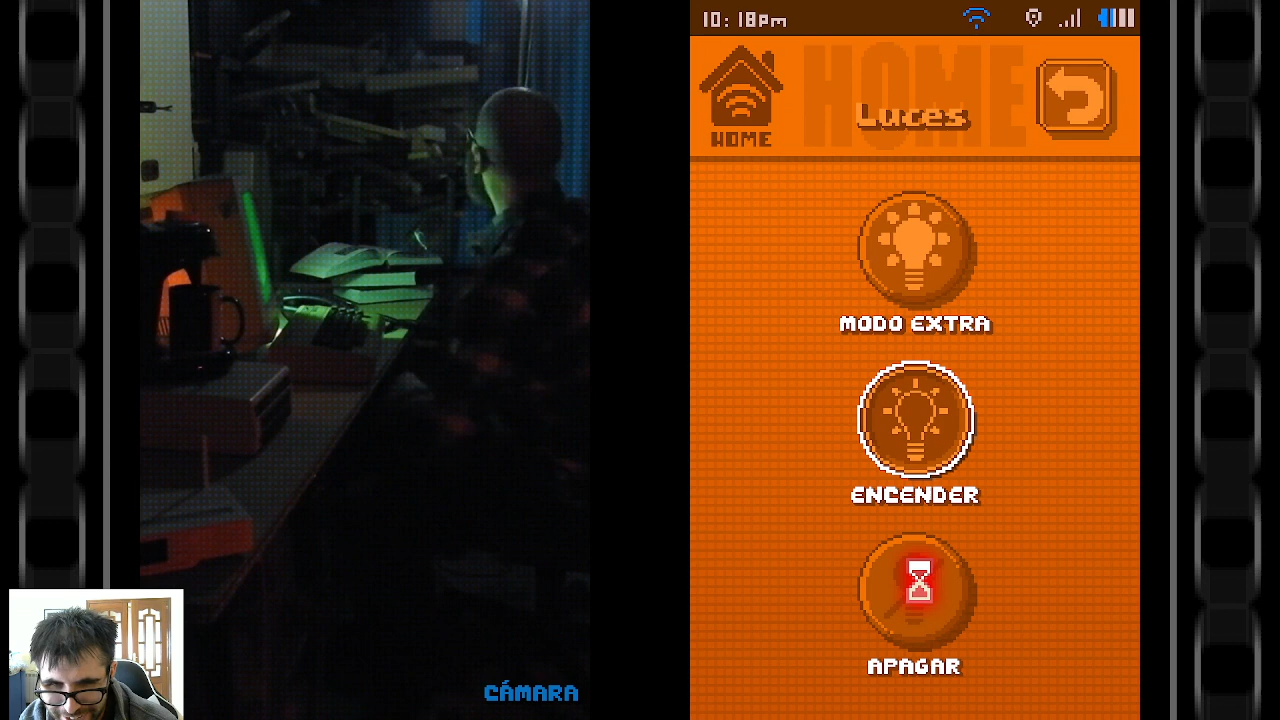 10:18pm
HOME
HOME
Luces
MODO EXTRA
ENCENDER
APAGAR
CÁMARA